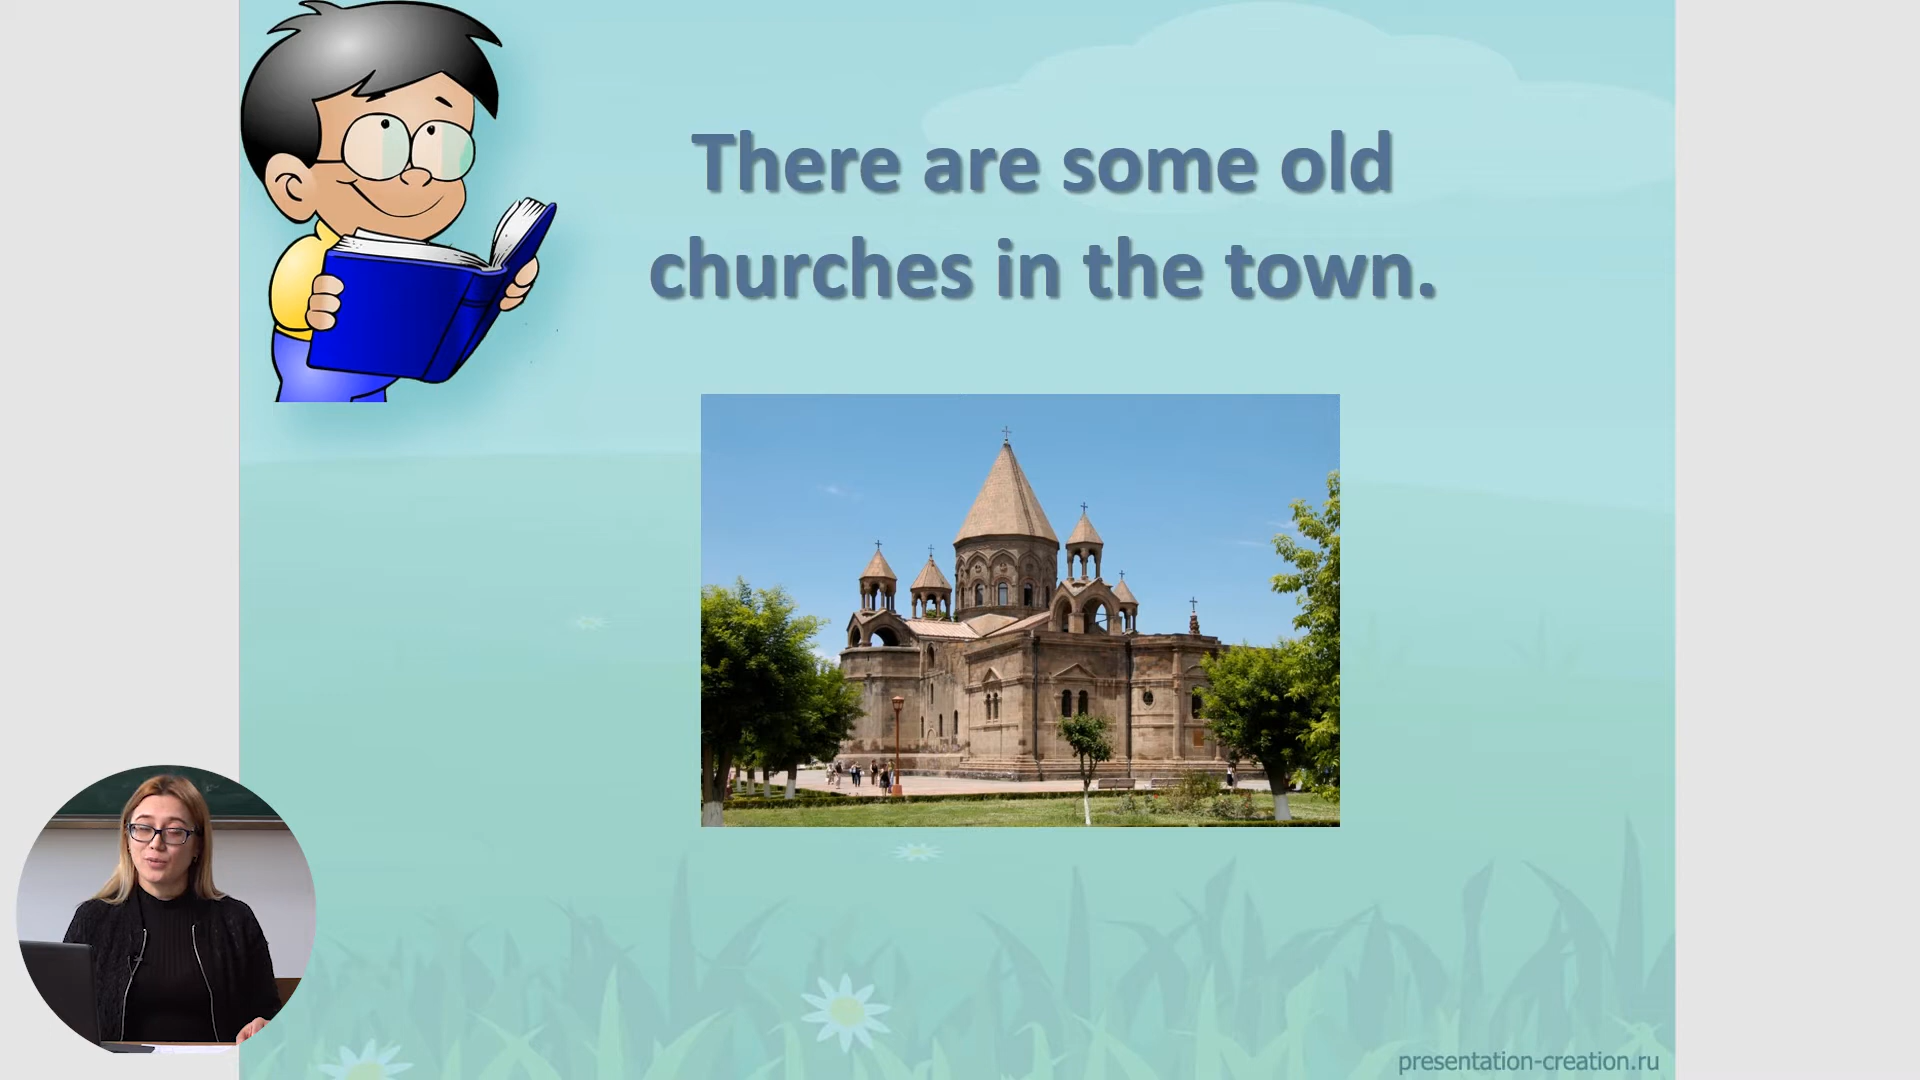 There are some old
churches in the town.
presentation-creation.ru